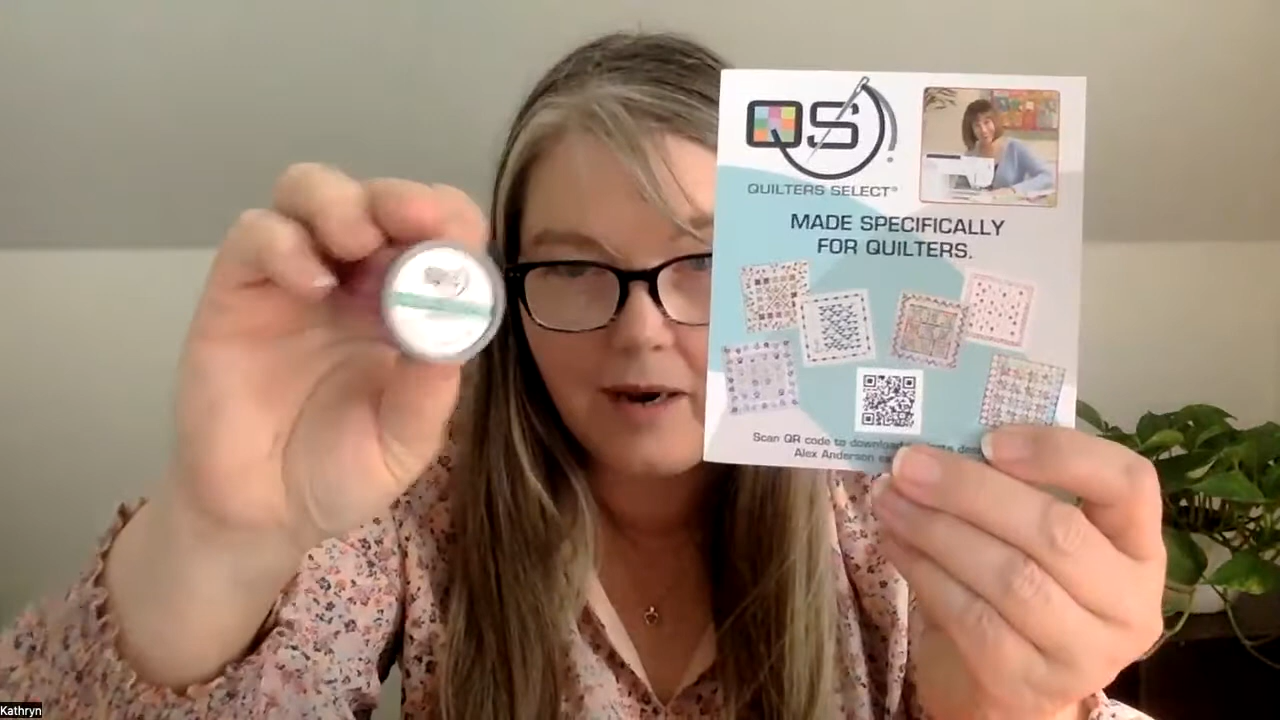 QS
QUILTERS SELECT®
MADE SPECIFICALLY
FOR QUILTERS.
Scan QR code to download
Alex Anderson
Kathryn